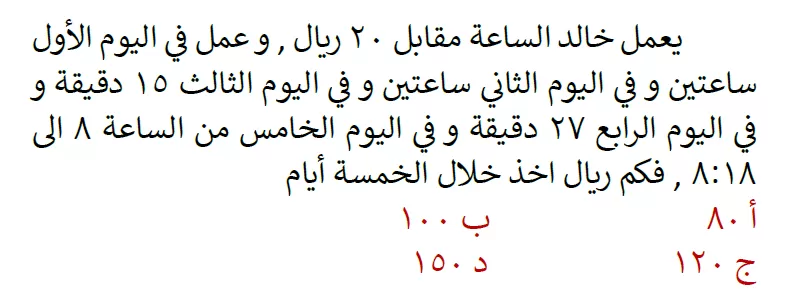 يعمل خالد الساعة مقابل ٢٠ ريال , و عمل في اليوم الأول
ساعتين و في اليوم الثاني ساعتين و في اليوم الثالث ١٥ دقيقة و
في اليوم الرابع ٢٧ دقيقة و في اليوم الخامس من الساعة ٨ الى
٨:١٨ , فكم ريال اخذ خلال الخمسة أيام
أ ٨٠ ب ١٠٠
ج ١٢٠ د ١٥٠